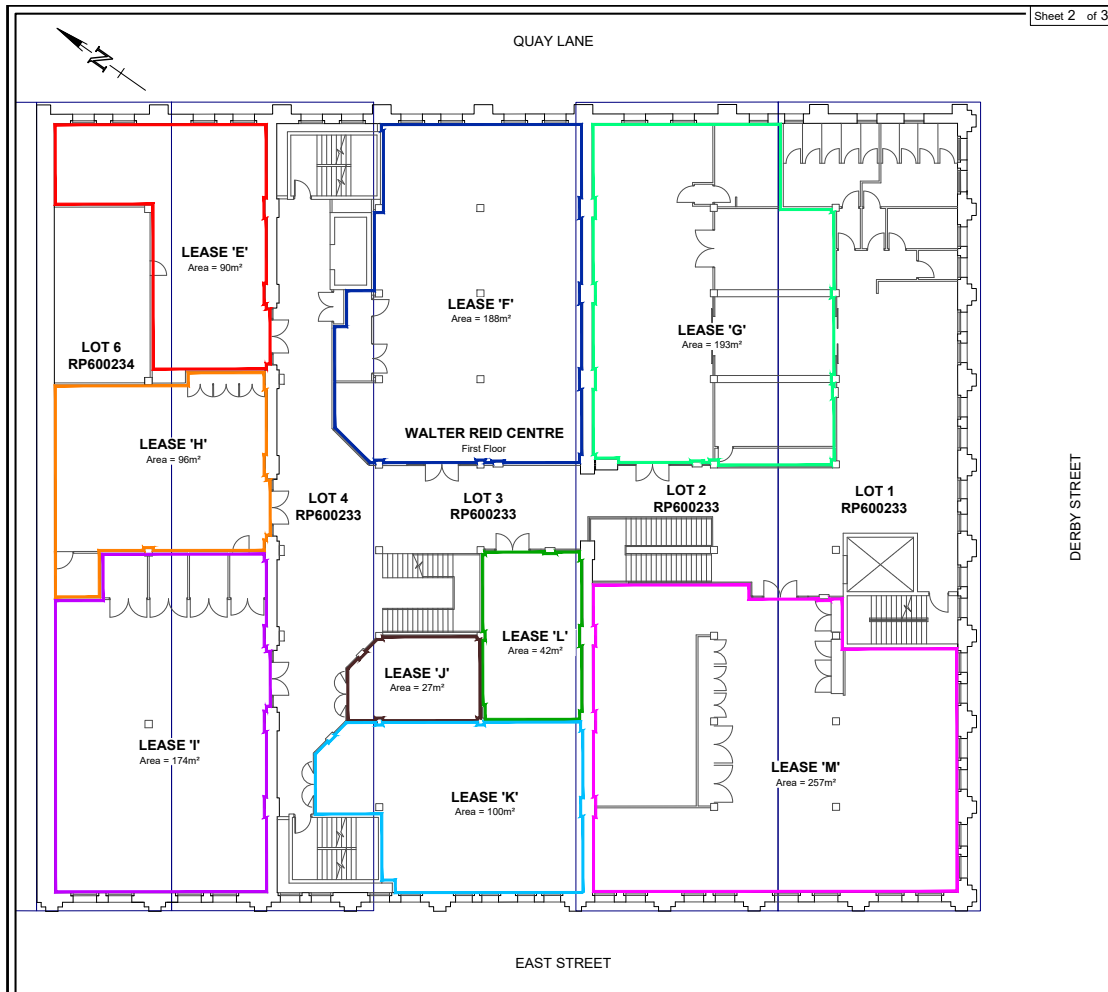 Sheet 2 of 3
QUAY LANE
N
LEASE 'E'
Area = 90m²
LEASE 'F'
Area = 188m²
LEASE 'G'
Area = 193m²
LOT 6
RP600234
WALTER REID CENTRE
First Floor
LEASE 'H'
Area = 96m²
LOT 4
RP600233
LOT 3
RP600233
LOT 2
RP600233
LOT 1
RP600233
DERBY STREET
LEASE 'L'
Area = 42m²
LEASE 'J'
Area = 27m²
LEASE 'I'
Area = 174m²
LEASE 'K'
Area = 100m²
LEASE 'M'
Area = 257m²
EAST STREET